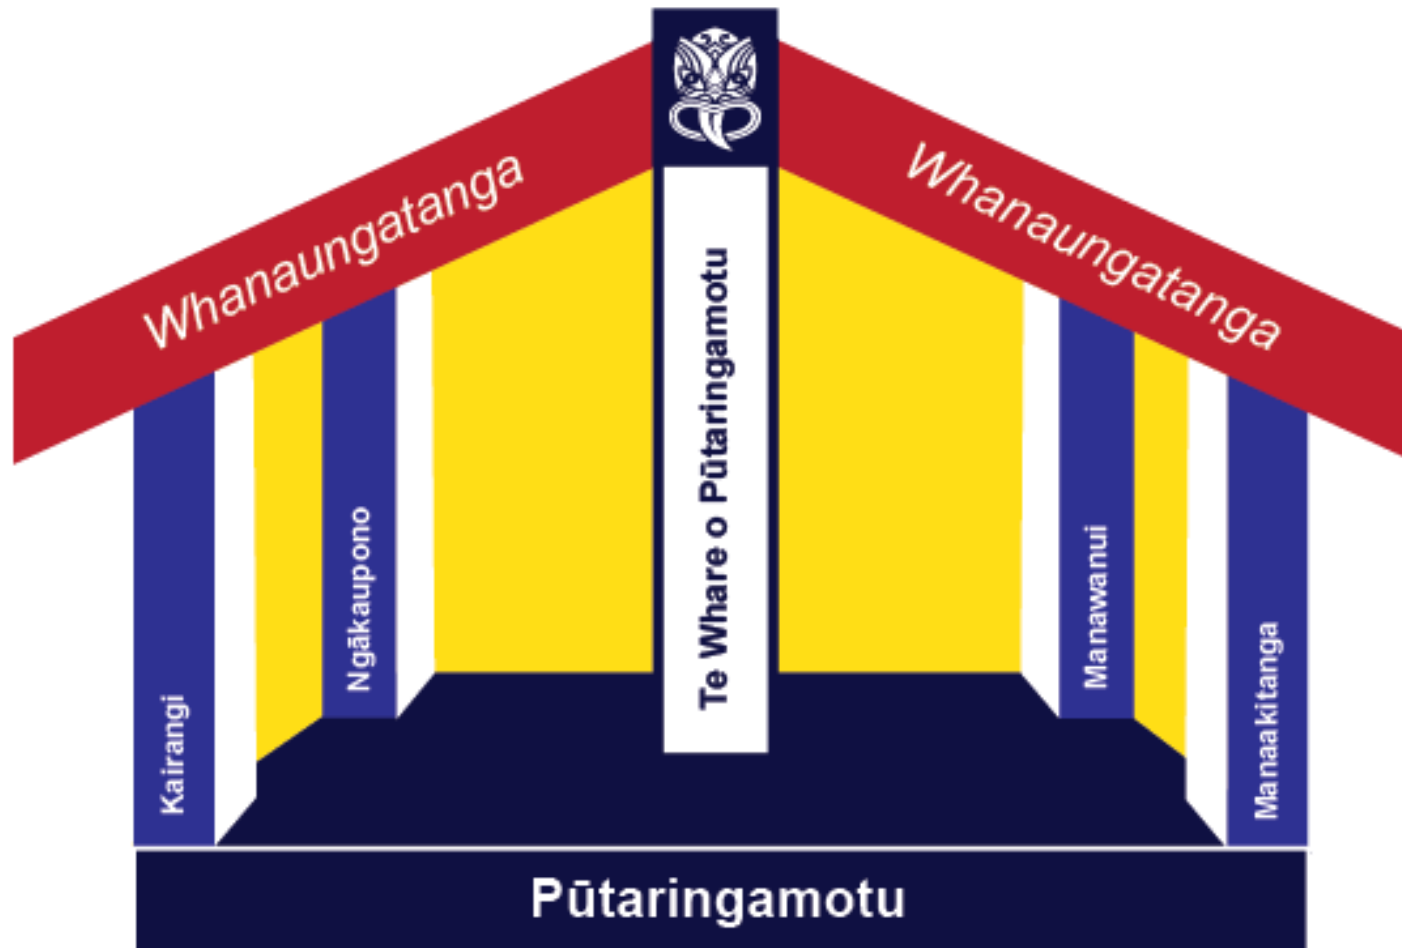 Whanaungatanga
Whanaungatanga
Kairangi
Ngākaupono
Te Whare o Pūtaringamotu
Manawanui
Manaakitanga
Pūtaringamotu